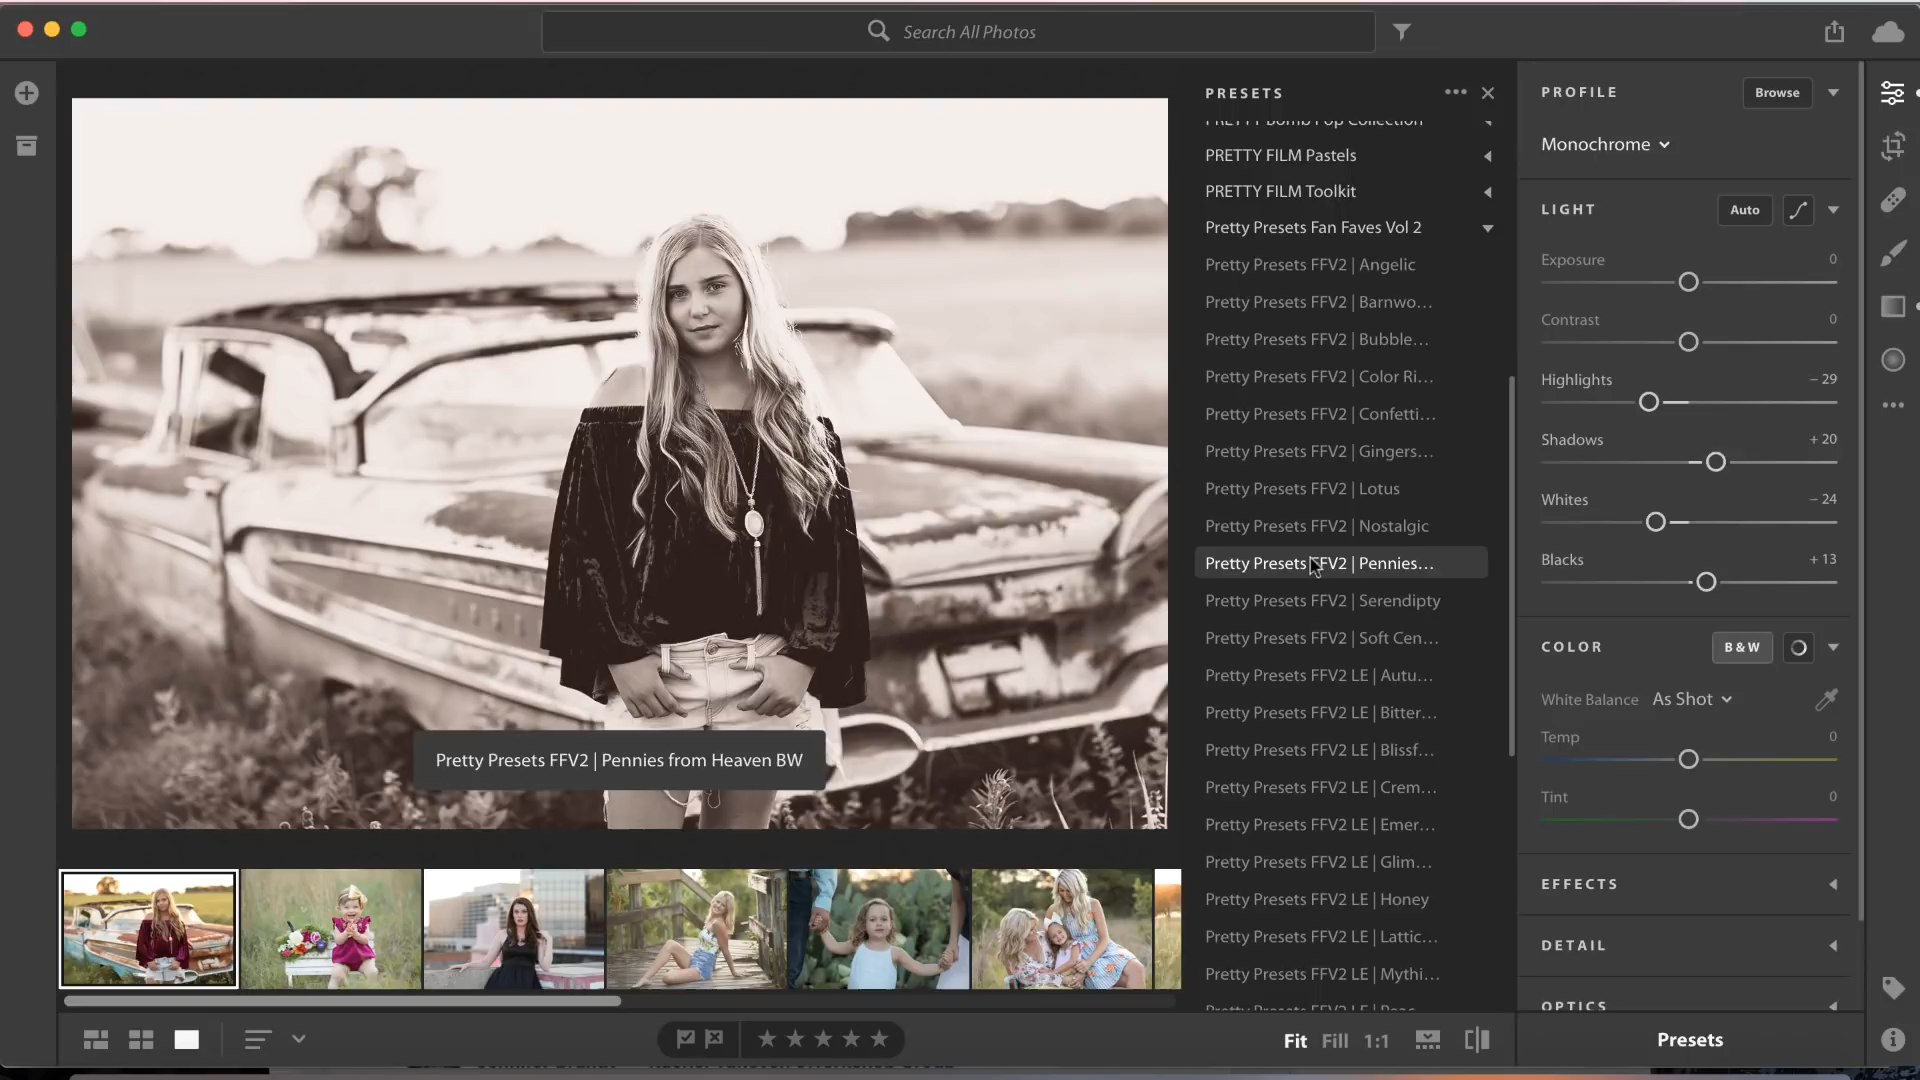 Search All Photos
PRESETS
PRETTY Bomb Pop Collection
PRETTY FILM Pastels
PRETTY FILM Toolkit
Pretty Presets Fan Faves Vol 2
Pretty Presets FFV2 | Angelic
Pretty Presets FFV2 | Barnwo...
Pretty Presets FFV2 | Bubble...
Pretty Presets FFV2 | Color Ri...
Pretty Presets FFV2 | Confetti...
Pretty Presets FFV2 | Gingers...
Pretty Presets FFV2 | Lotus
Pretty Presets FFV2 | Nostalgic
Pretty Presets FFV2 | Pennies...
Pretty Presets FFV2 | Serendipty
Pretty Presets FFV2 | Soft Cen...
Pretty Presets FFV2 LE | Autu...
Pretty Presets FFV2 LE | Bitter...
Pretty Presets FFV2 LE | Blissf...
Pretty Presets FFV2 LE | Crem...
Pretty Presets FFV2 LE | Emer...
Pretty Presets FFV2 LE | Glim...
Pretty Presets FFV2 LE | Honey
Pretty Presets FFV2 LE | Lattic...
Pretty Presets FFV2 LE | Mythi...
Pretty Presets FFV2 | Pennies from Heaven BW
PROFILE Browse
Monochrome
LIGHT Auto
Exposure 0
Contrast 0
Highlights – 29
Shadows + 20
Whites – 24
Blacks + 13
COLOR B&W
White Balance As Shot
Temp 0
Tint 0
EFFECTS
DETAIL
OPTICS
Fit Fill 1:1
Presets